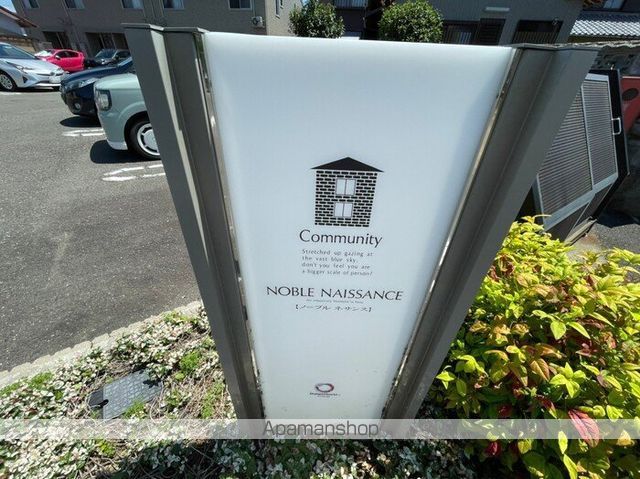 Community
Stretched up gazing at
the vast blue sky,
don't you feel you are
a bigger scale of person?
NOBLE NAISSANCE
【ノーブル ネサンス】
Apamanshop